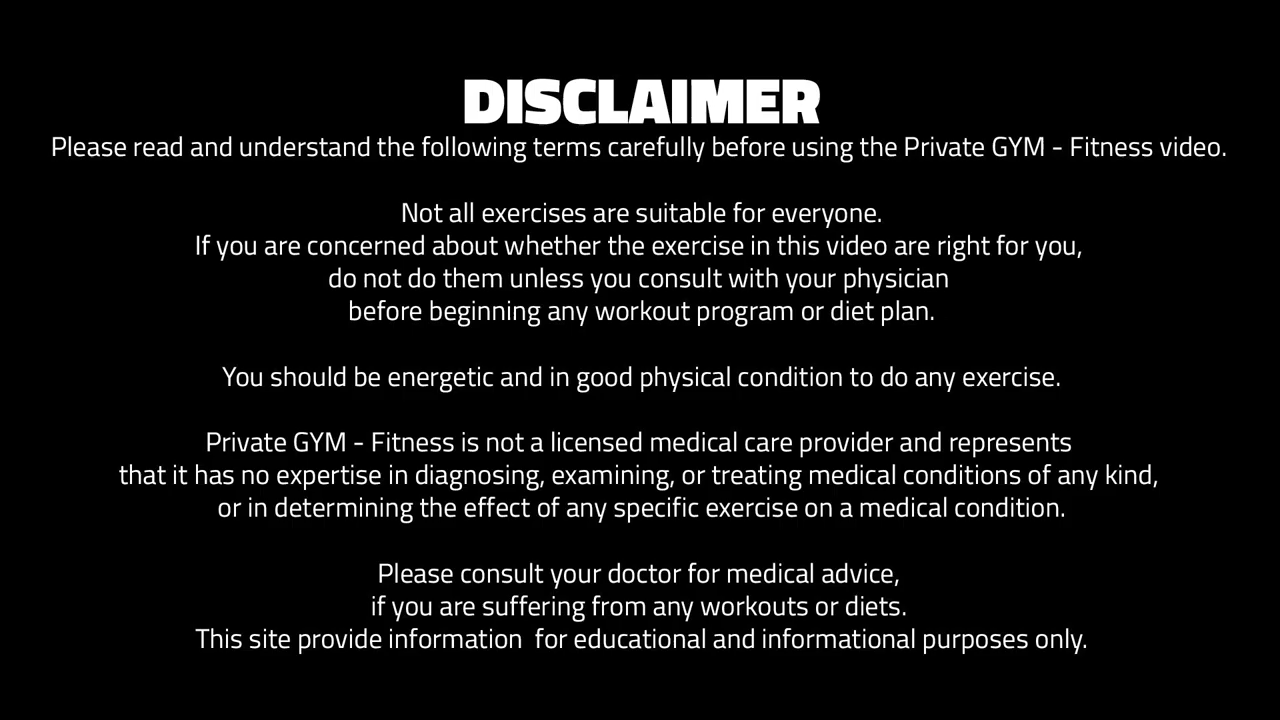 DISCLAIMER
Please read and understand the following terms carefully before using the Private GYM - Fitness video.
Not all exercises are suitable for everyone.
If you are concerned about whether the exercise in this video are right for you,
do not do them unless you consult with your physician
before beginning any workout program or diet plan.
You should be energetic and in good physical condition to do any exercise.
Private GYM - Fitness is not a licensed medical care provider and represents
that it has no expertise in diagnosing, examining, or treating medical conditions of any kind,
or in determining the effect of any specific exercise on a medical condition.
Please consult your doctor for medical advice,
if you are suffering from any workouts or diets.
This site provide information  for educational and informational purposes only.